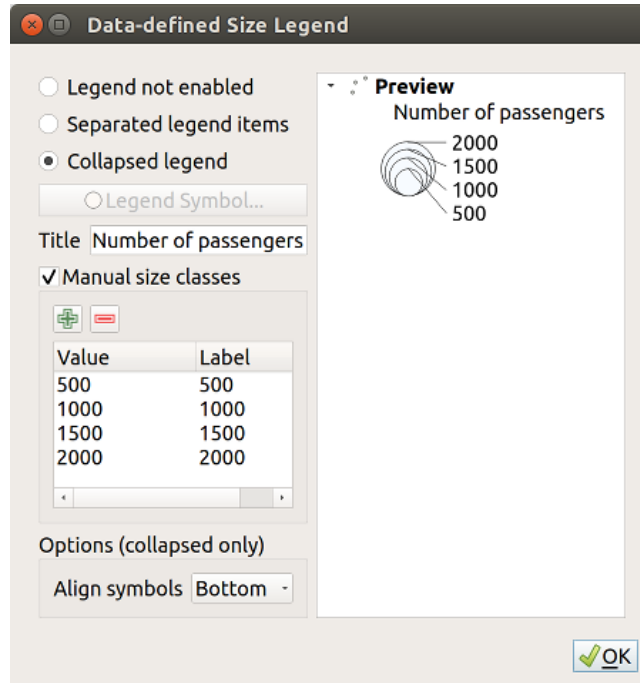 Data-defined Size Legend
Legend not enabled
Separated legend items
Collapsed legend
Legend Symbol...
Title Number of passengers
Manual size classes
Value Label
500 500
1000 1000
1500 1500
2000 2000
Options (collapsed only)
Align symbols Bottom
Preview
Number of passengers
2000
1500
1000
500
OK